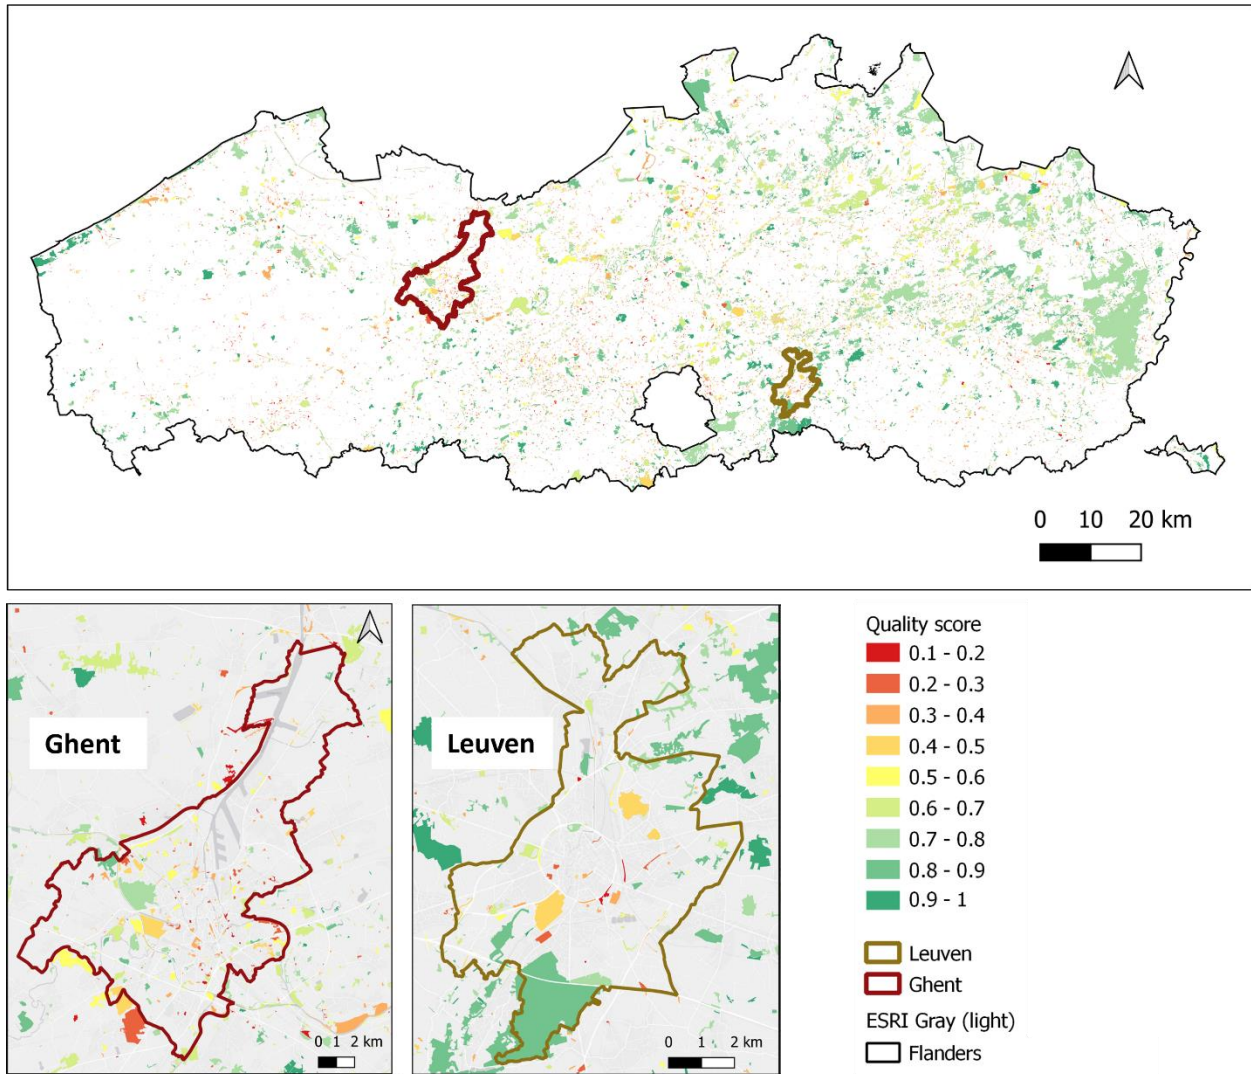 0 10 20 km
Ghent
0 1 2 km
Leuven
0 1 2 km
Quality score
0.1 - 0.2
0.2 - 0.3
0.3 - 0.4
0.4 - 0.5
0.5 - 0.6
0.6 - 0.7
0.7 - 0.8
0.8 - 0.9
0.9 - 1
Leuven
Ghent
ESRI Gray (light)
Flanders